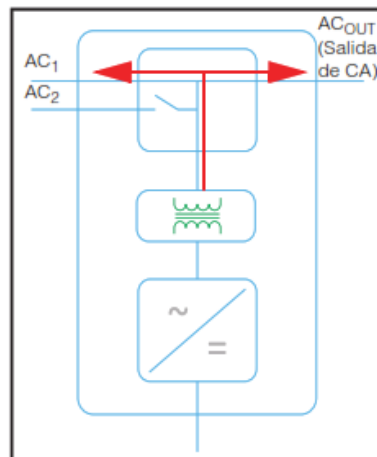 AC1
AC2
ACOUT
(Salida
de CA)
~
=